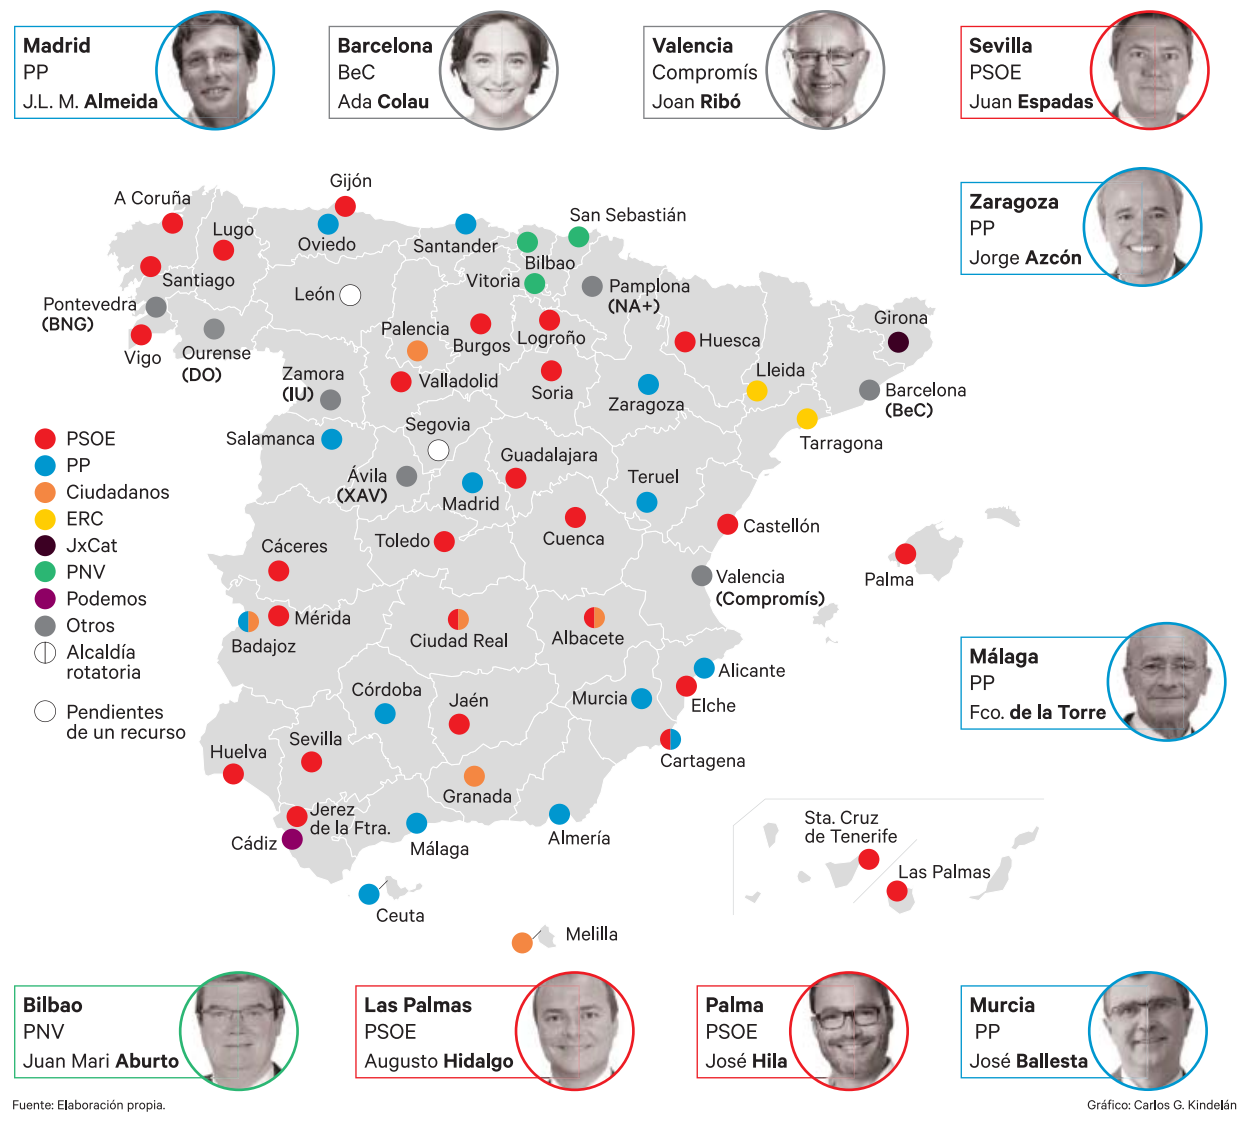 Madrid
PP
J.L. M. Almeida
Barcelona
BeC
Ada Colau
Valencia
Compromís
Joan Ribó
Sevilla
PSOE
Juan Espadas
Zaragoza
PP
Jorge Azcón
Gijón
A Coruña
Lugo
Oviedo
Santander
San Sebastián
Bilbao
Santiago
Vitoria
Pamplona
(NA+)
León
Pontevedra
(BNG)
Vigo
Ourense
(DO)
Palencia
Burgos
Logroño
Huesca
Girona
Zamora
(IU)
Valladolid
Soria
Zaragoza
Lleida
Barcelona
(BeC)
Tarragona
Salamanca
Segovia
Guadalajara
Ávila
(XAV)
Madrid
Teruel
Toledo
Cuenca
Castellón
Cáceres
Palma
Valencia
(Compromís)
Mérida
Badajoz
Ciudad Real
Albacete
Córdoba
Jaén
Murcia
Alicante
Elche
Cartagena
Huelva
Sevilla
Granada
Jerez
de la Ftra.
Cádiz
Málaga
Almería
Ceuta
Melilla
Sta. Cruz
de Tenerife
Las Palmas
PSOE
PP
Ciudadanos
ERC
JxCat
PNV
Podemos
Otros
Alcaldía
rotatoria
Pendientes
de un recurso
Málaga
PP
Fco. de la Torre
Bilbao
PNV
Juan Mari Aburto
Las Palmas
PSOE
Augusto Hidalgo
Palma
PSOE
José Hila
Murcia
PP
José Ballesta
Fuente: Elaboración propia.
Gráfico: Carlos G. Kindelán